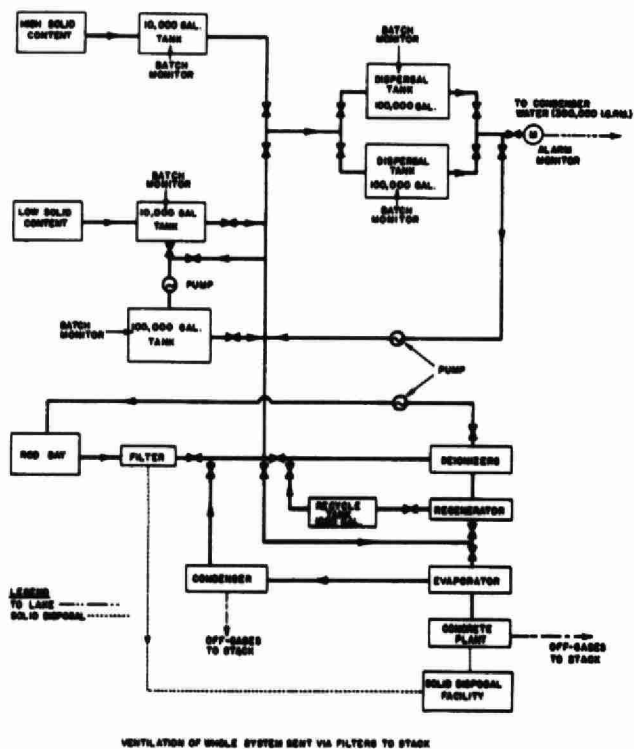 HIGH SOLID
CONTENT
10,000 GAL.
TANK
BATCH
MONITOR
BATCH
MONITOR
DISPERSAL
TANK
100,000 GAL.
TO CONDENSER
WATER
M
ALARM
MONITOR
DISPERSAL
TANK
100,000 GAL.
BATCH
MONITOR
BATCH
MONITOR
LOW SOLID
CONTENT
10,000 GAL
TANK
PUMP
BATCH
MONITOR
100,000 GAL.
TANK
PUMP
ROD BAY
FILTER
DEIONIZERS
RECYCLE
TANK
GAL.
REGENERATOR
LEGEND
TO LAKE
SOLID DISPOSAL
CONDENSER
EVAPORATOR
OFF-GASES
TO STACK
CONCRETE
PLANT
OFF-GASES
TO STACK
SOLID DISPOSAL
FACILITY
VENTILATION OF WHOLE SYSTEM SENT VIA FILTERS TO STACK